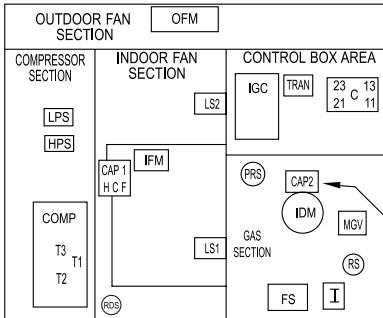 OUTDOOR FAN
SECTION
OFM
COMPRESSOR
SECTION
LPS
HPS
COMP
T3
T1
T2
INDOOR FAN
SECTION
LS2
CAP 1
H C F
IFM
LS1
RDS
CONTROL BOX AREA
IGC
TRAN
23 C 13
21 11
PRS
CAP2
IDM
MGV
GAS
SECTION
RS
FS
I